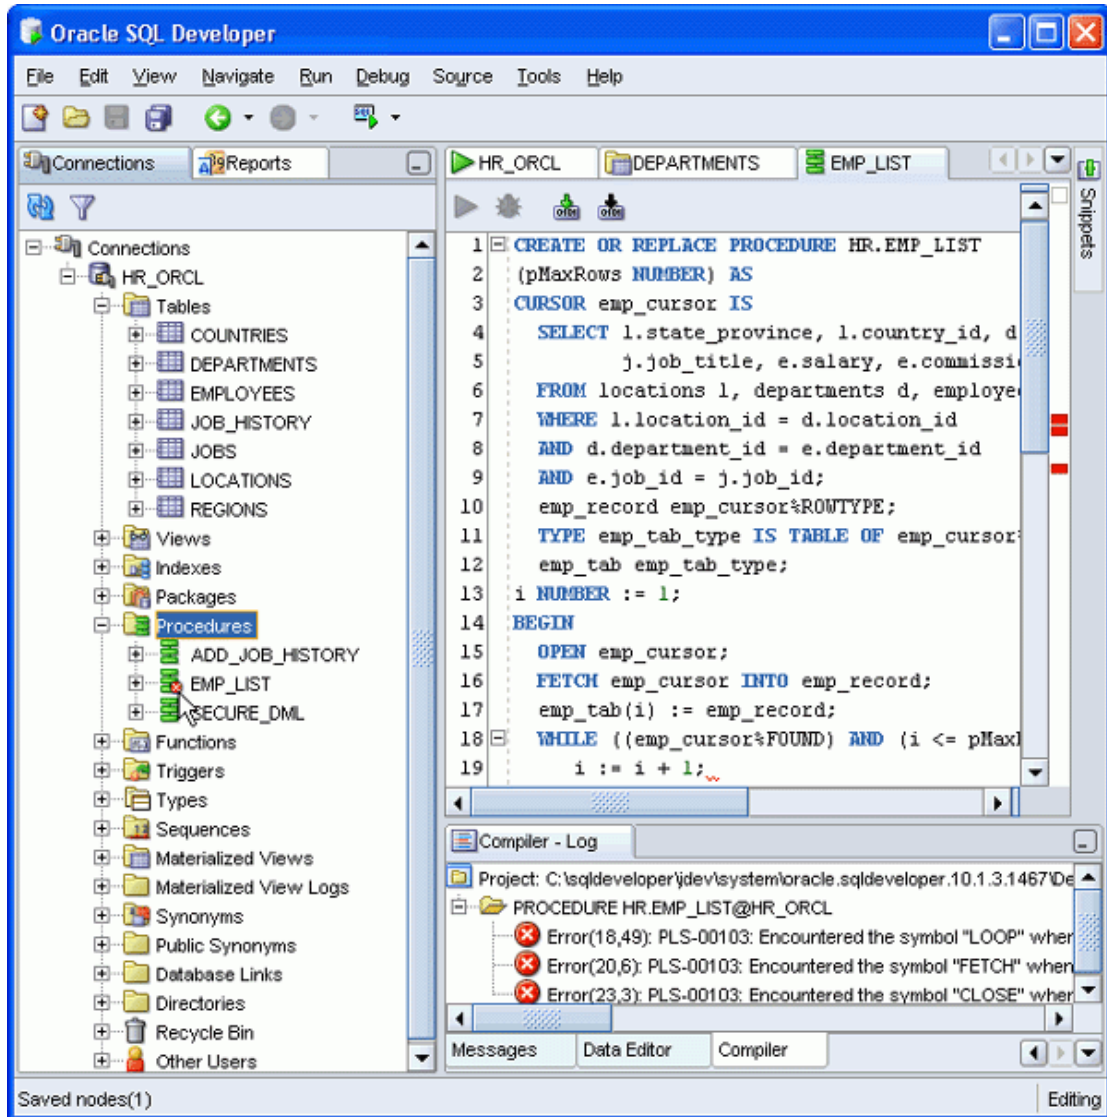 Oracle SQL Developer
File Edit View Navigate Run Debug Source Tools Help
Connections Reports
HR_ORCL DEPARTMENTS EMP_LIST
Snippets
Connections
HR_ORCL
Tables
COUNTRIES
DEPARTMENTS
EMPLOYEES
JOB_HISTORY
JOBS
LOCATIONS
REGIONS
Views
Indexes
Packages
Procedures
ADD_JOB_HISTORY
EMP_LIST
SECURE_DML
Functions
Triggers
Types
Sequences
Materialized Views
Materialized View Logs
Synonyms
Public Synonyms
Database Links
Directories
Recycle Bin
Other Users
1 CREATE OR REPLACE PROCEDURE HR.EMP_LIST
2 (pMaxRows NUMBER) AS
3 CURSOR emp_cursor IS
4 SELECT l.state_province, l.country_id, d
5 j.job_title, e.salary, e.commissi
6 FROM locations l, departments d, employe
7 WHERE l.location_id = d.location_id
8 AND d.department_id = e.department_id
9 AND e.job_id = j.job_id;
10 emp_record emp_cursor%ROWTYPE;
11 TYPE emp_tab_type IS TABLE OF emp_cursor
12 emp_tab emp_tab_type;
13 i NUMBER := 1;
14 BEGIN
15 OPEN emp_cursor;
16 FETCH emp_cursor INTO emp_record;
17 emp_tab(i) := emp_record;
18 WHILE ((emp_cursor%FOUND) AND (i <= pMax
19 i := i + 1;
Compiler - Log
Project: C:\sqldeveloper\jdev\system\oracle.sqldeveloper.10.1.3.1467\De
PROCEDURE HR.EMP_LIST@HR_ORCL
Error(18,49): PLS-00103: Encountered the symbol "LOOP" when
Error(20,6): PLS-00103: Encountered the symbol "FETCH" when
Error(23,3): PLS-00103: Encountered the symbol "CLOSE" when
Messages Data Editor Compiler
Saved nodes(1) Editing